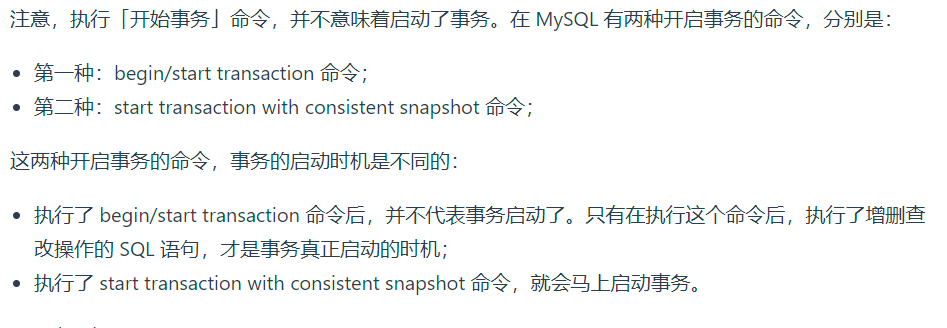 注意，执行「开始事务」命令，并不意味着启动了事务。在 MySQL 有两种开启事务的命令，分别是：
第一种：begin/start transaction 命令；
第二种：start transaction with consistent snapshot 命令；
这两种开启事务的命令，事务的启动时机是不同的：
执行了 begin/start transaction 命令后，并不代表事务启动了。只有在执行这个命令后，执行了增删查
改操作的 SQL 语句，才是事务真正启动的时机；
执行了 start transaction with consistent snapshot 命令，就会马上启动事务。